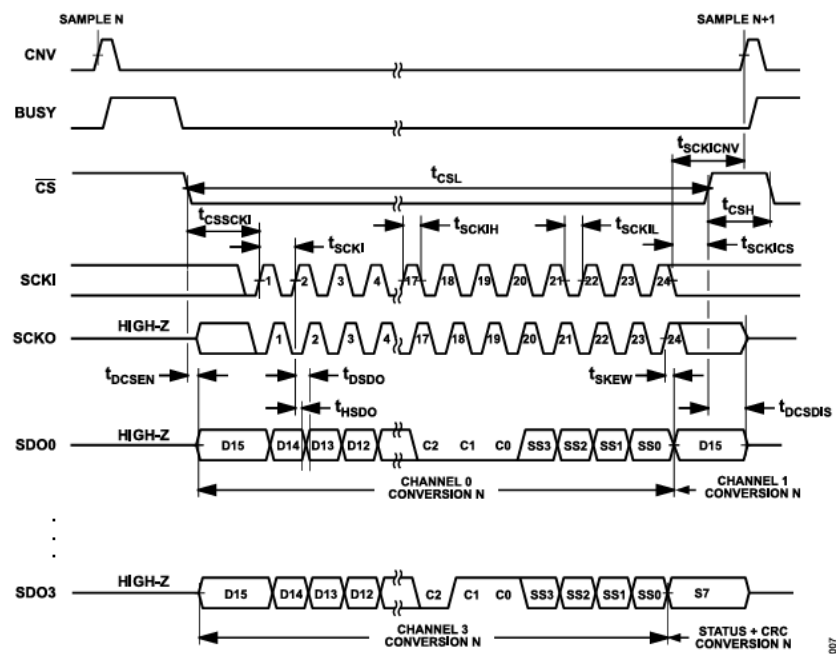 SAMPLE N
SAMPLE N+1
CNV
BUSY
tSCKICNV
CS
tCSL
tCSSCKI
tSCKI
tSCKIH
tSCKIL
tCSH
tSCKICS
SCKI
1 2 3 4 17 18 19 20 21 22 23 24
SCKO HIGH-Z 1 2 3 4 17 18 19 20 21 22 23 24
tDCSEN
tDSDO
tHSDO
tSKEW
tDCSDIS
SDO0 HIGH-Z D15 D14 D13 D12 C2 C1 C0 SS3 SS2 SS1 SS0 D15
CHANNEL 0
CONVERSION N
CHANNEL 1
CONVERSION N
SDO3 HIGH-Z D15 D14 D13 D12 C2 C1 C0 SS3 SS2 SS1 SS0 S7
CHANNEL 3
CONVERSION N
STATUS + CRC
CONVERSION N
007